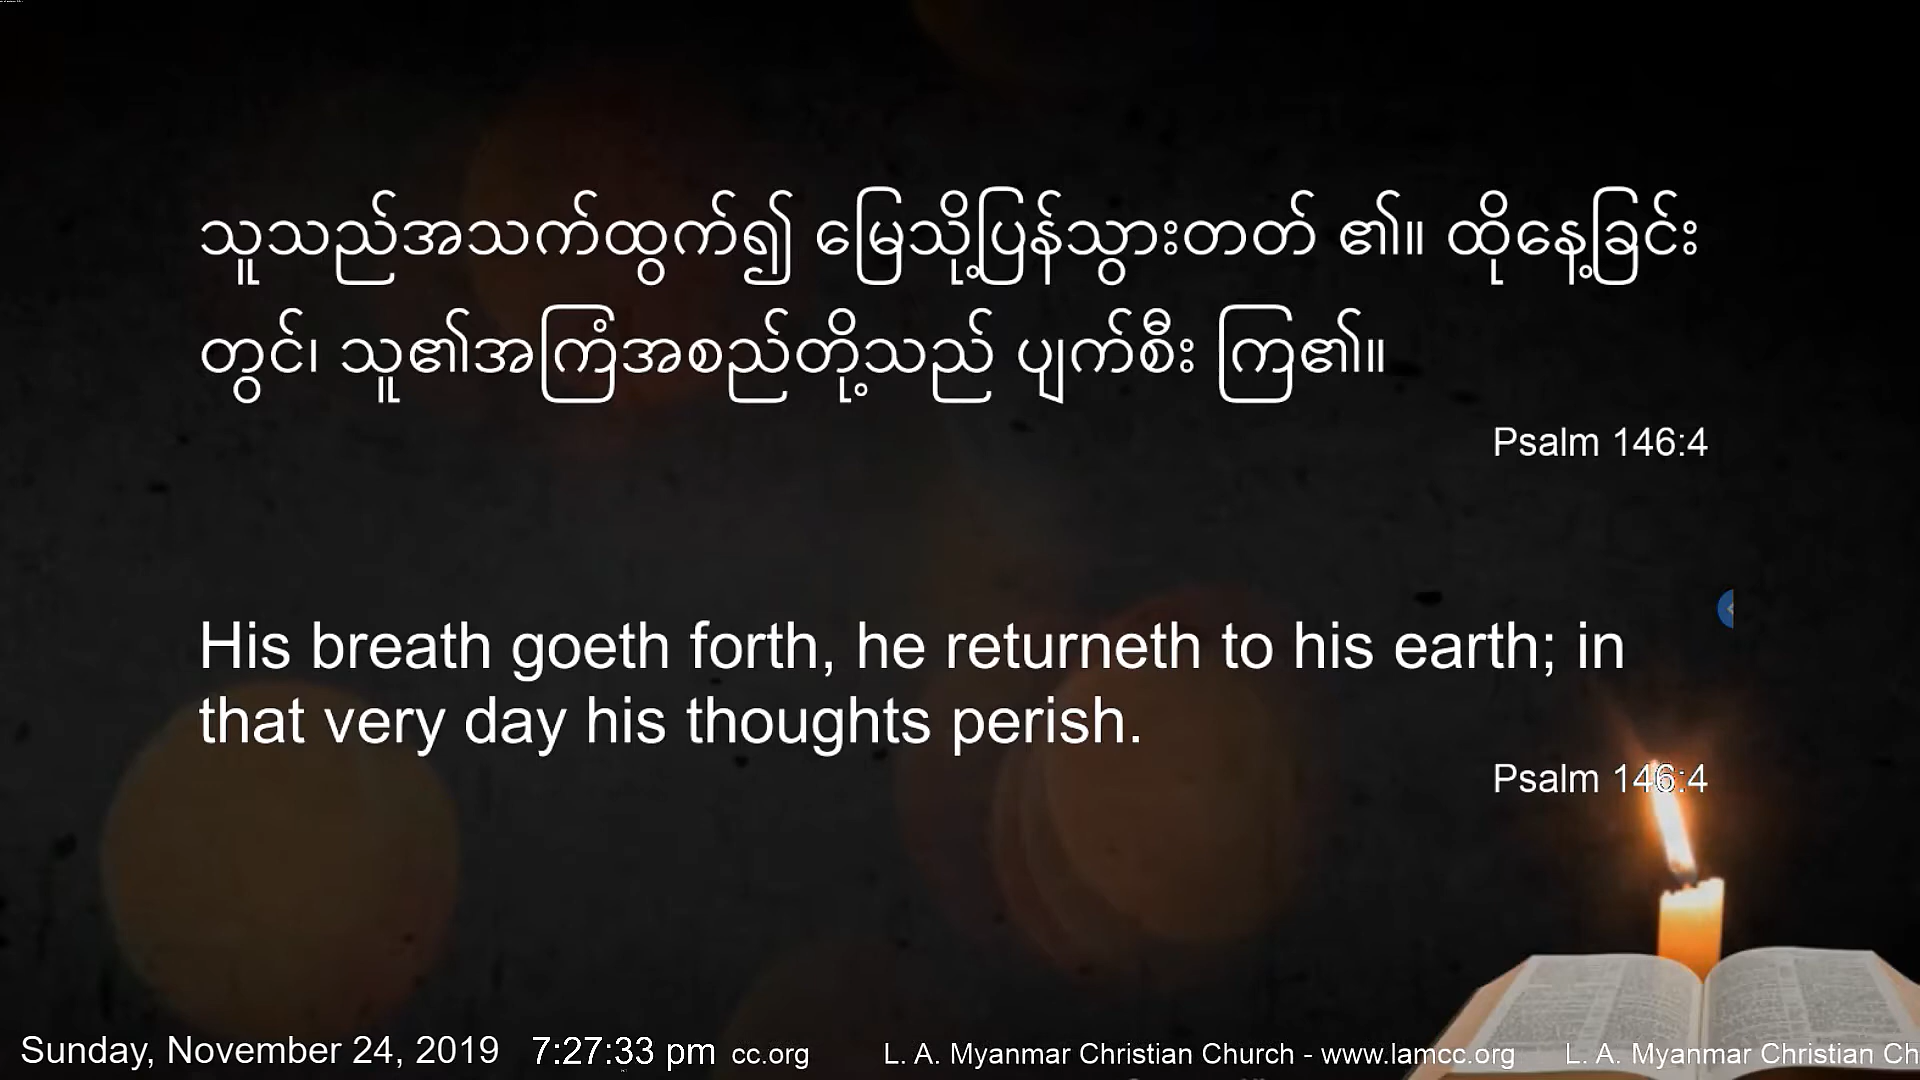 သူသည်အသက်ထွက်၍ မြေသို့ပြန်သွားတတ် ၏။ ထိုနေ့ခြင်း
တွင်၊ သူ၏အကြံအစည်တို့သည် ပျက်စီး ကြ၏။
Psalm 146:4
His breath goeth forth, he returneth to his earth; in
that very day his thoughts perish.
Psalm 146:4
Sunday, November 24, 2019 7:27:33 pm cc.org L. A. Myanmar Christian Church - www.lamcc.org L. A. Myanmar Christian Ch